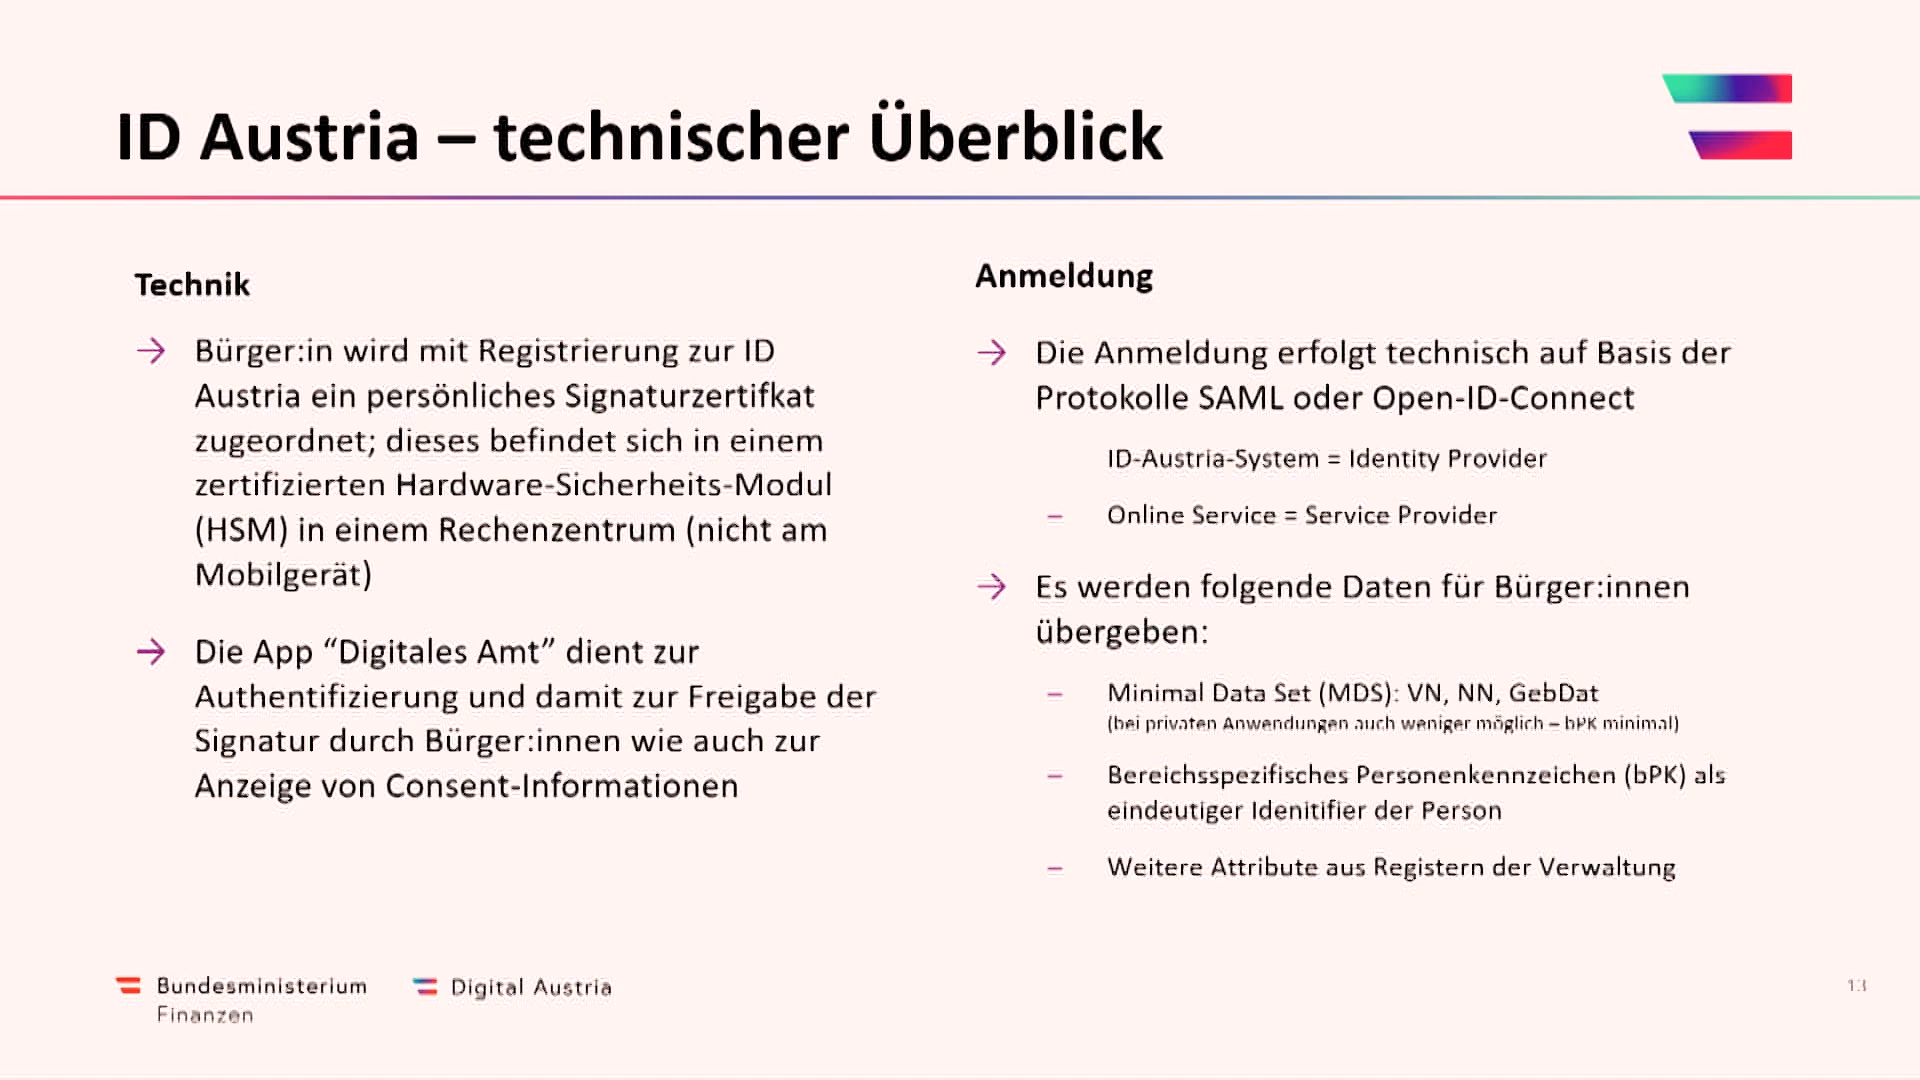 ID Austria – technischer Überblick
Technik
→ Bürger:in wird mit Registrierung zur ID
Austria ein persönliches Signaturzertifkat
zugeordnet; dieses befindet sich in einem
zertifizierten Hardware-Sicherheits-Modul
(HSM) in einem Rechenzentrum (nicht am
Mobilgerät)
→ Die App “Digitales Amt” dient zur
Authentifizierung und damit zur Freigabe der
Signatur durch Bürger:innen wie auch zur
Anzeige von Consent-Informationen
Anmeldung
→ Die Anmeldung erfolgt technisch auf Basis der
Protokolle SAML oder Open-ID-Connect
ID-Austria-System = Identity Provider
– Online Service = Service Provider
→ Es werden folgende Daten für Bürger:innen
übergeben:
– Minimal Data Set (MDS): VN, NN, GebDat
(bei privaten Anwendungen auch weniger möglich – bPK minimal)
– Bereichsspezifisches Personenkennzeichen (bPK) als
eindeutiger Idenitifier der Person
– Weitere Attribute aus Registern der Verwaltung
Bundesministerium
Finanzen
Digital Austria
13